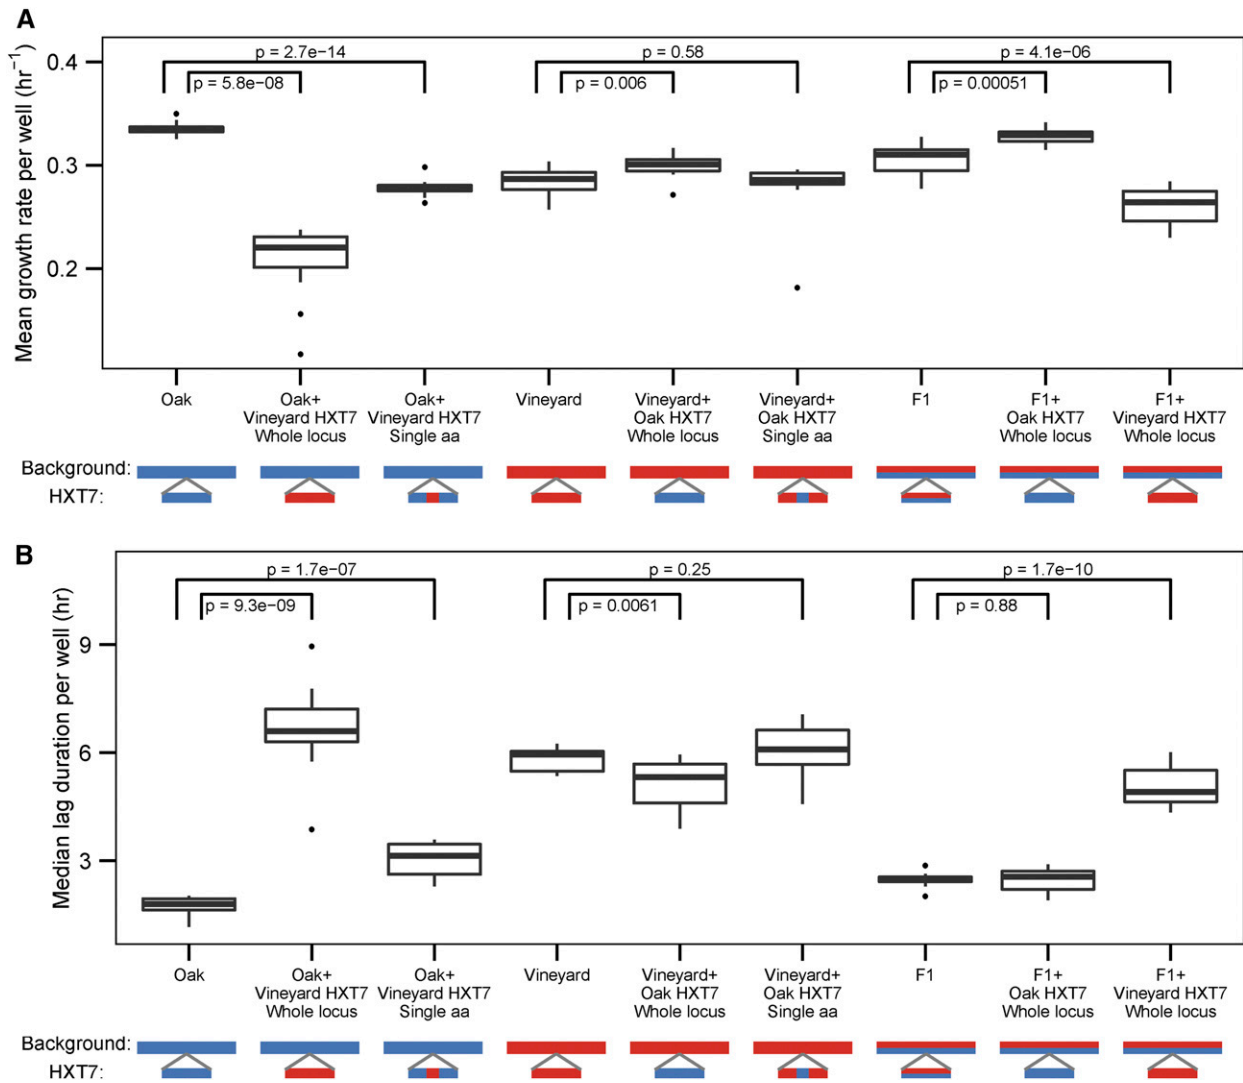 A
Mean growth rate per well (hr−1)
0.4
0.3
0.2
p = 2.7e−14
p = 5.8e−08
p = 0.58
p = 0.006
p = 4.1e−06
p = 0.00051
Oak
Oak+
Vineyard HXT7
Whole locus
Oak+
Vineyard HXT7
Single aa
Vineyard
Vineyard+
Oak HXT7
Whole locus
Vineyard+
Oak HXT7
Single aa
F1
F1+
Oak HXT7
Whole locus
F1+
Vineyard HXT7
Whole locus
Background:
HXT7:
B
Median lag duration per well (hr)
9
6
3
p = 1.7e−07
p = 9.3e−09
p = 0.25
p = 0.0061
p = 1.7e−10
p = 0.88
Oak
Oak+
Vineyard HXT7
Whole locus
Oak+
Vineyard HXT7
Single aa
Vineyard
Vineyard+
Oak HXT7
Whole locus
Vineyard+
Oak HXT7
Single aa
F1
F1+
Oak HXT7
Whole locus
F1+
Vineyard HXT7
Whole locus
Background:
HXT7: